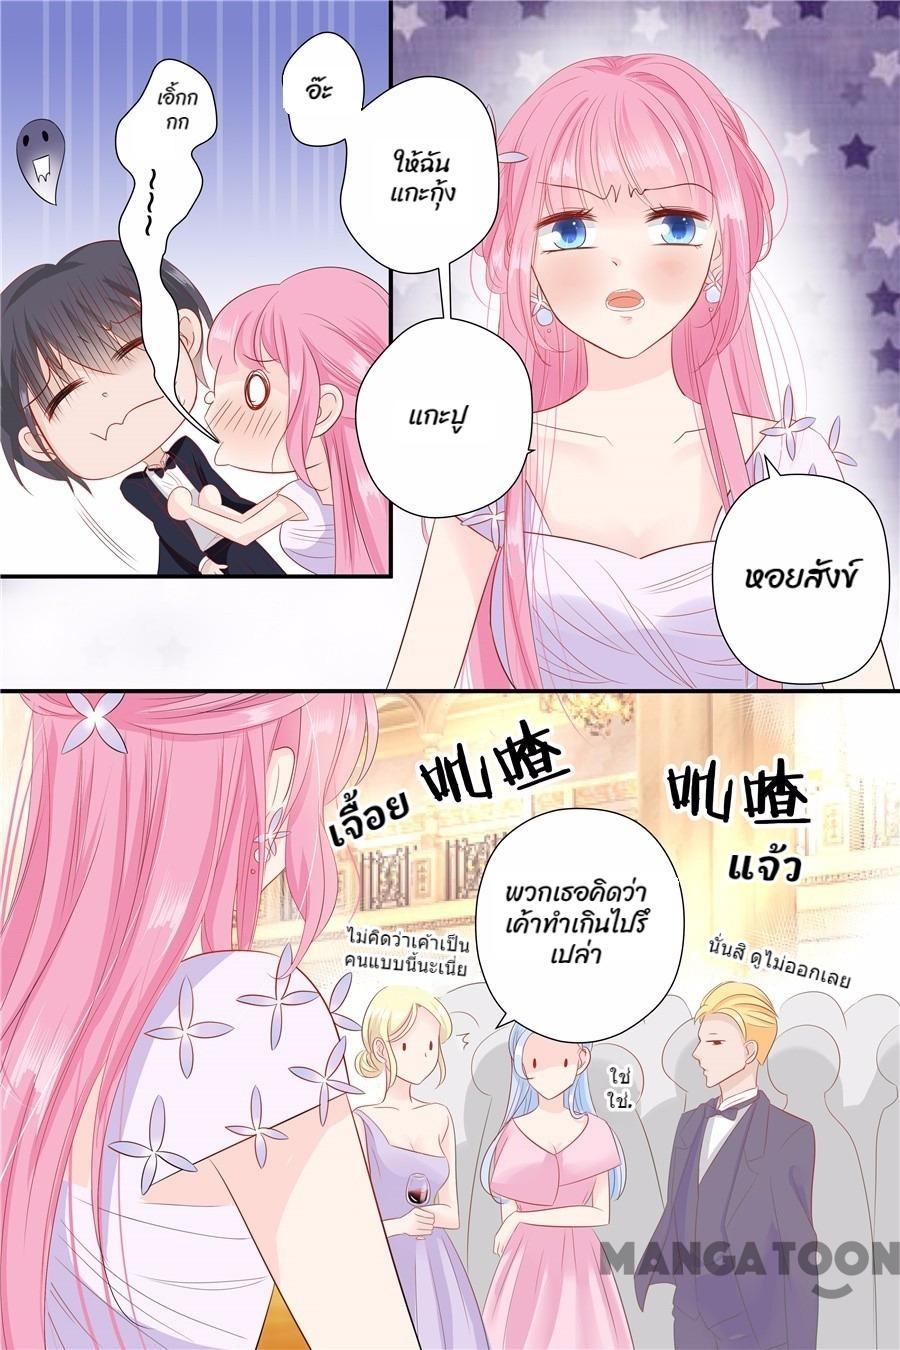 เอิ๊กก
กก
~~~
อ๊ะ
ให้ฉัน
แกะกุ้ง
แกะปู
หอยสังข์
เจื้อย
叽喳
叽喳
แจ้ว
พวกเธอคิดว่า
เค้าทำเกินไปรึ
เปล่า
ไม่คิดว่าเค้าเป็น
คนแบบนี้นะเนี่ย
นั่นสิ ดูไม่ออกเลย
ใช่
ใช่.
MANGATOON